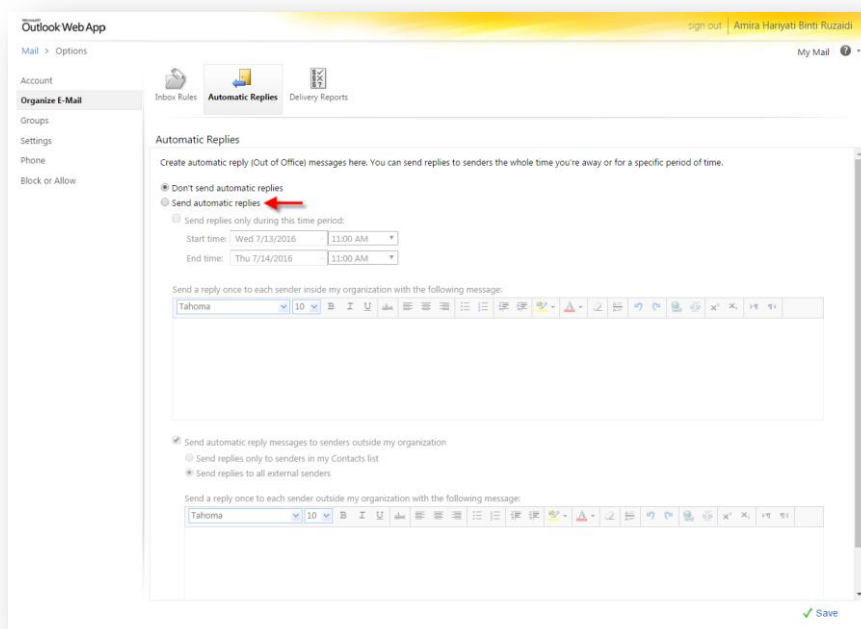 Microsoft
Outlook Web App
sign out Amira Hariyati Binti Ruzaidi
Mail > Options
My Mail
Account
Organize E-Mail
Groups
Settings
Phone
Block or Allow
Inbox Rules Automatic Replies Delivery Reports
Automatic Replies
Create automatic reply (Out of Office) messages here. You can send replies to senders the whole time you're away or for a specific period of time.
Don't send automatic replies
Send automatic replies
Send replies only during this time period:
Start time: Wed 7/13/2016 11:00 AM
End time: Thu 7/14/2016 11:00 AM
Send a reply once to each sender inside my organization with the following message:
Tahoma 10 B I U abc
Send automatic reply messages to senders outside my organization
Send replies only to senders in my Contacts list
Send replies to all external senders
Send a reply once to each sender outside my organization with the following message:
Tahoma 10 B I U abc
Save